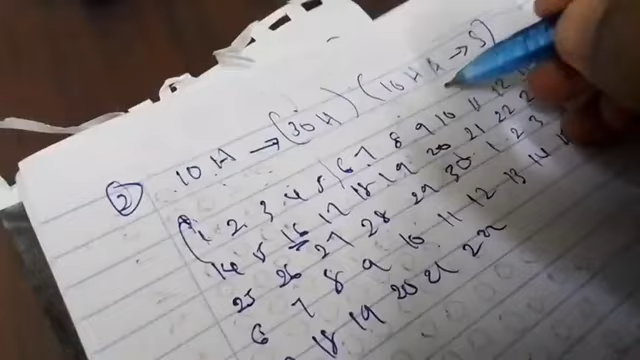 ② 10 H → (30 H) (10 H R → S)
(1 2 3 4 5 6 7 8 9 10 11 12
14 15 16 17 18 19 20 21 22 2
25 26 27 28 29 30 1 2 3
6 7 8 9 10 11 12 13 14
18 19 20 21 22